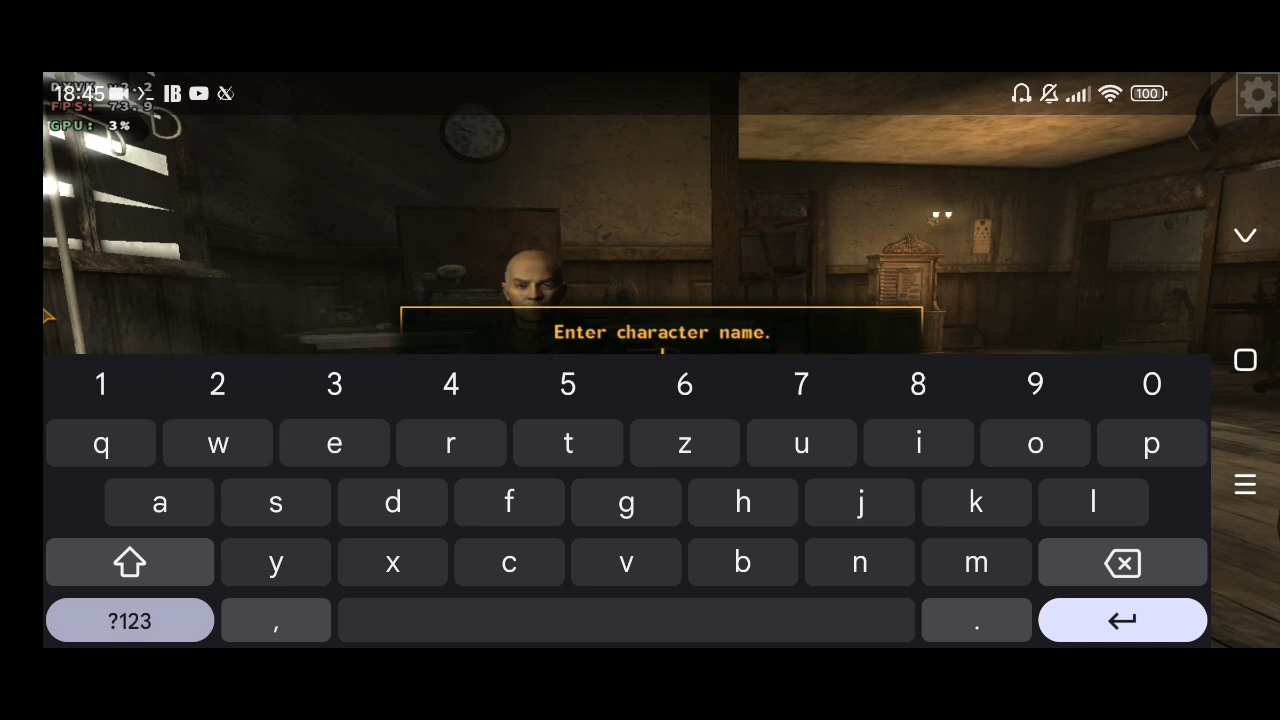 18:45
FPS: 73.9
GPU: 3%
100
Enter character name.
1 2 3 4 5 6 7 8 9 0
q w e r t z u i o p
a s d f g h j k l
y x c v b n m
?123 , .